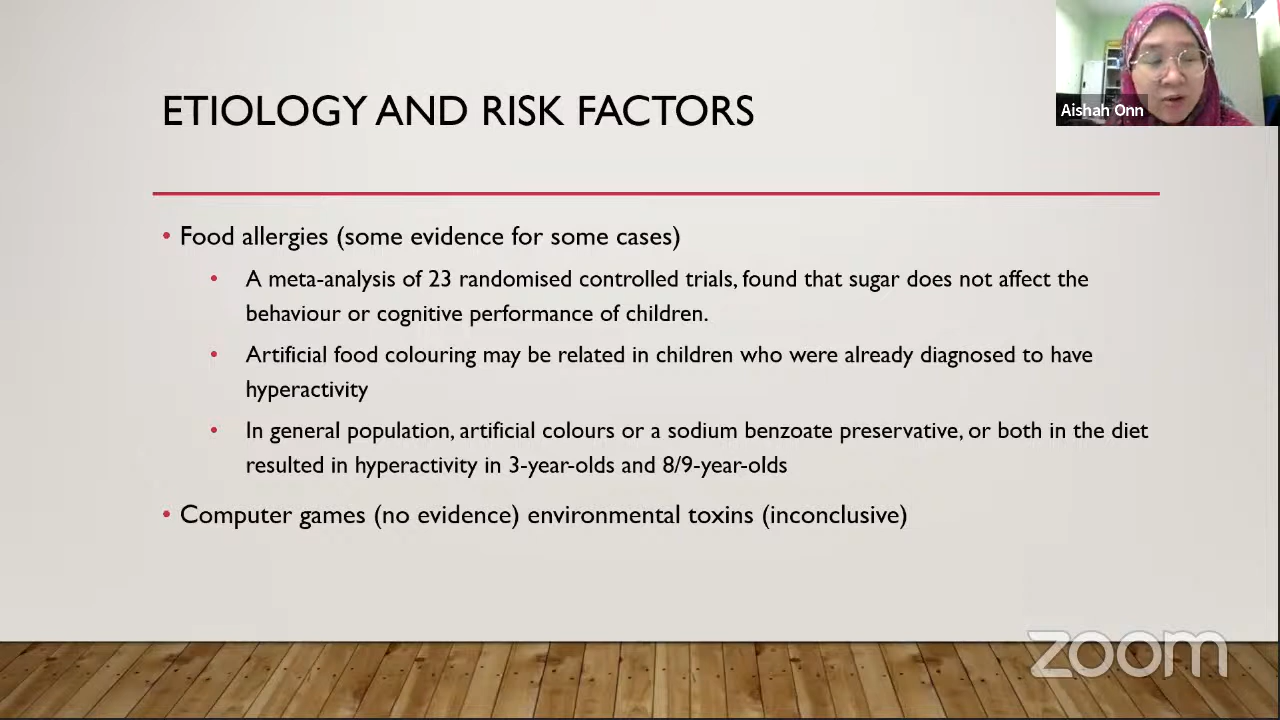 ETIOLOGY AND RISK FACTORS
Aishah Onn
• Food allergies (some evidence for some cases)
• A meta-analysis of 23 randomised controlled trials, found that sugar does not affect the
behaviour or cognitive performance of children.
• Artificial food colouring may be related in children who were already diagnosed to have
hyperactivity
• In general population, artificial colours or a sodium benzoate preservative, or both in the diet
resulted in hyperactivity in 3-year-olds and 8/9-year-olds
• Computer games (no evidence) environmental toxins (inconclusive)
zoom